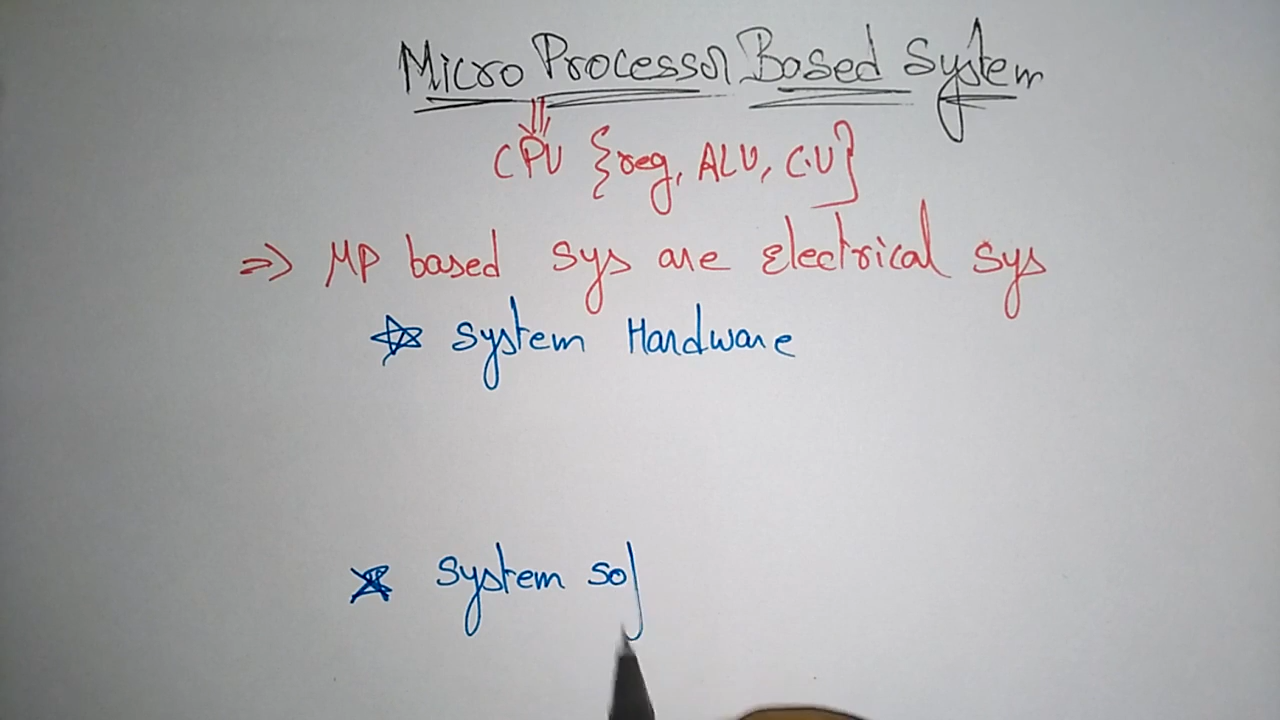 Micro Processor Based System
CPU {reg, ALU, C.U}
⇒ MP based sys are Electrical sys
☆ System Hardware
☆ System sof